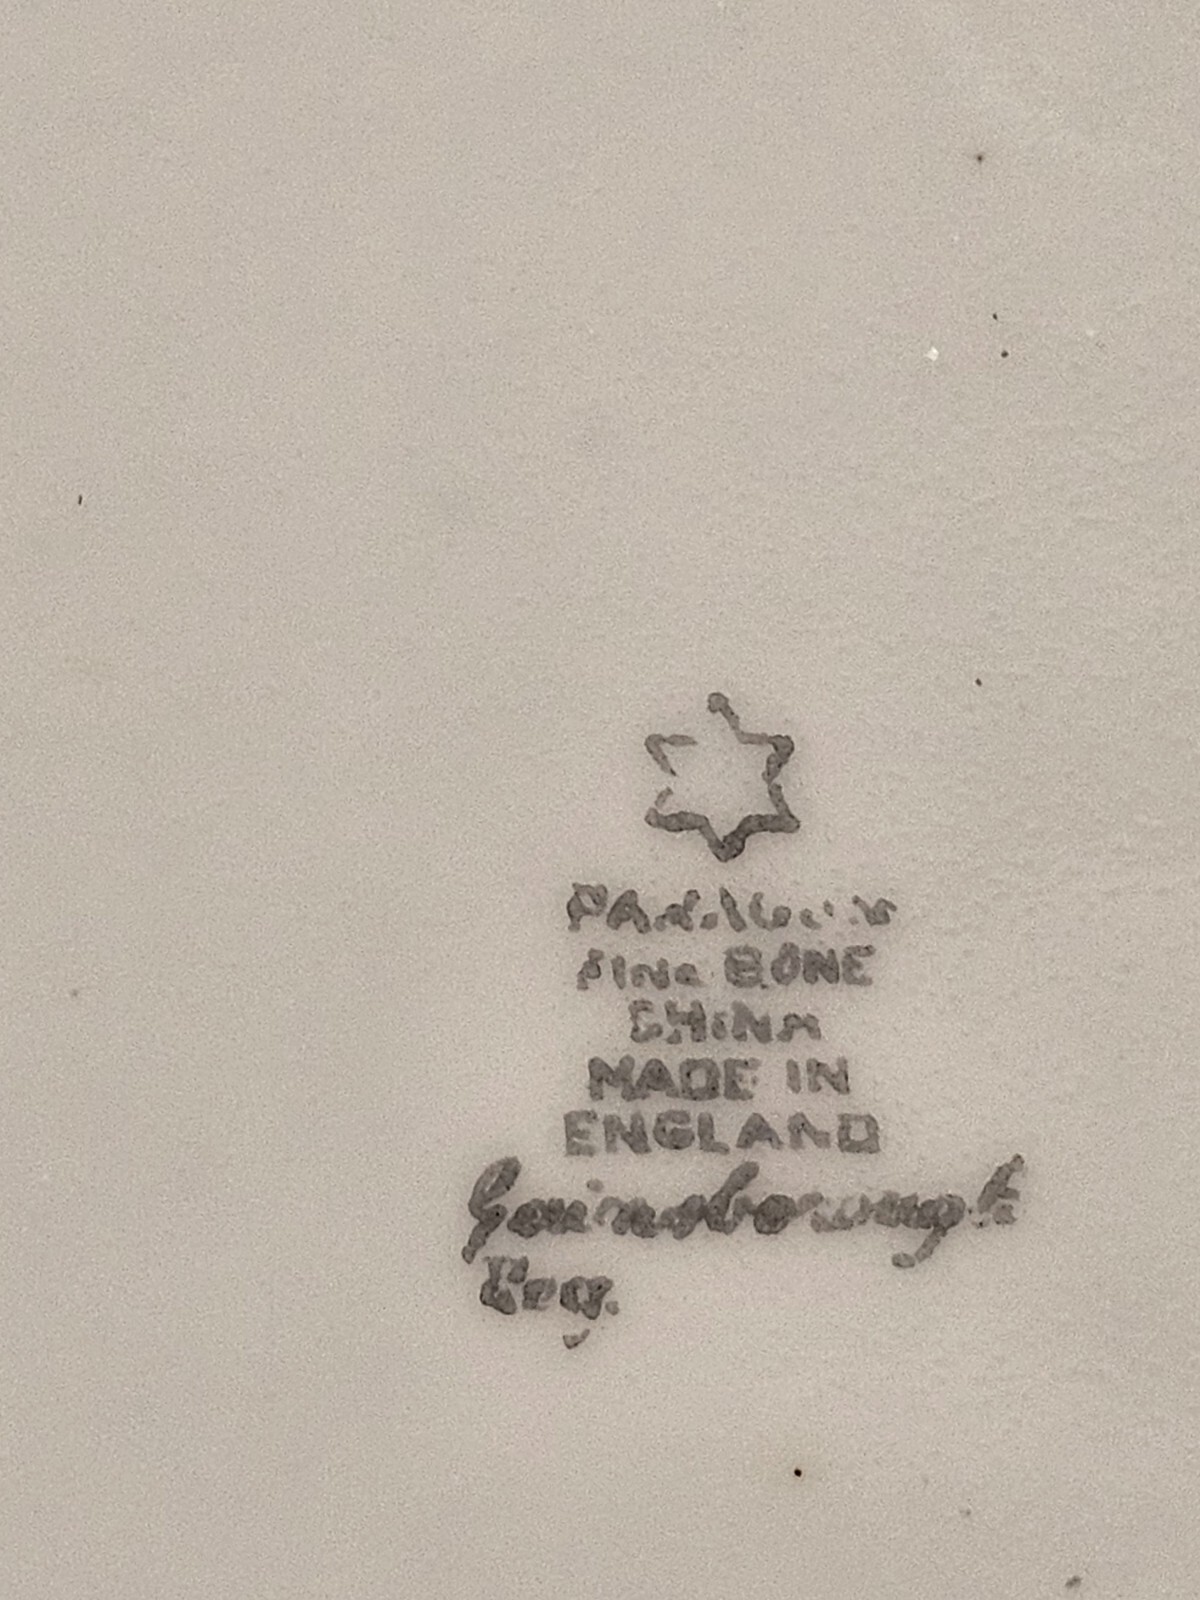 FINE BONE
CHINA
MADE IN
ENGLAND
Gainsborough
Reg.